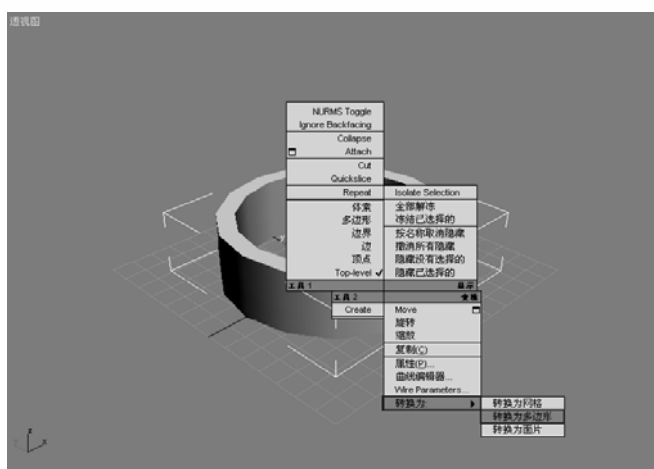 透视图
NURMS Toggle
Ignore Backfacing
Collapse
Attach
Cut
Quickslice
Repeat
体素
多边形
边界
边
顶点
Top-level
工具 1
Isolate Selection
全部解冻
冻结已选择的
按名称取消隐藏
撤消所有隐藏
隐藏没有选择的
隐藏已选择的
显示
工具 2
Create
变换
Move
旋转
缩放
复制(C)
属性(P)...
曲线编辑器...
Wire Parameters...
转换为:
转换为网格
转换为多边形
转换为面片
z
x